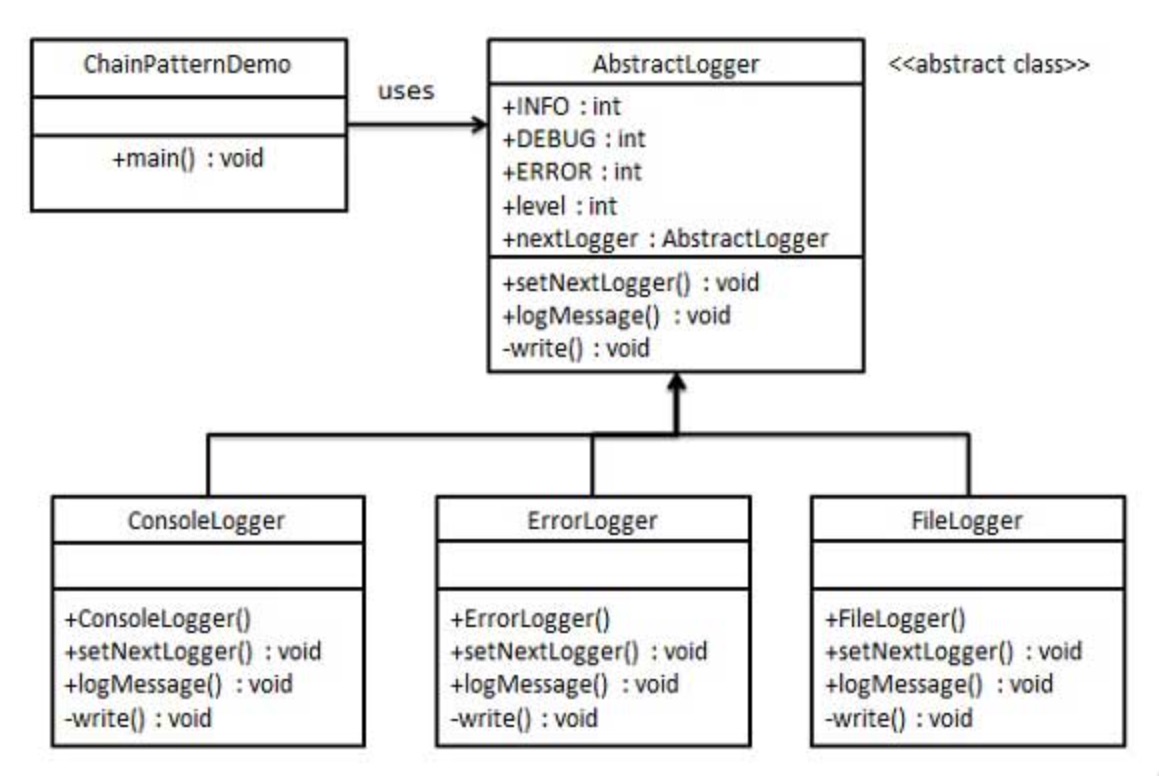 ChainPatternDemo
+main() : void
uses
AbstractLogger
<<abstract class>>
+INFO : int
+DEBUG : int
+ERROR : int
+level : int
+nextLogger : AbstractLogger
+setNextLogger() : void
+logMessage() : void
-write() : void
ConsoleLogger
+ConsoleLogger()
+setNextLogger() : void
+logMessage() : void
-write() : void
ErrorLogger
+ErrorLogger()
+setNextLogger() : void
+logMessage() : void
-write() : void
FileLogger
+FileLogger()
+setNextLogger() : void
+logMessage() : void
-write() : void